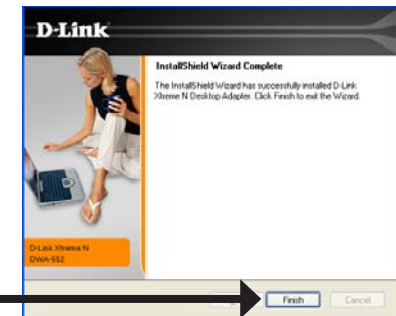 D-Link
InstallShield Wizard Complete
The InstallShield Wizard has successfully installed D-Link
Xtreme N Desktop Adapter. Click Finish to exit the Wizard.
D-Link Xtreme N
DWA-552
Finish
Cancel